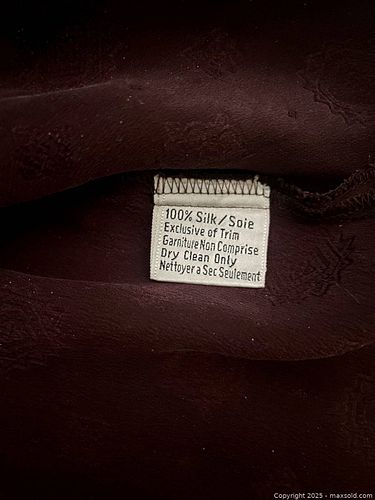 100% Silk/Soie
Exclusive of Trim
Garniture Non Comprise
Dry Clean Only
Nettoyer a Sec Seulement
Copyright 2025 - maxsold.com